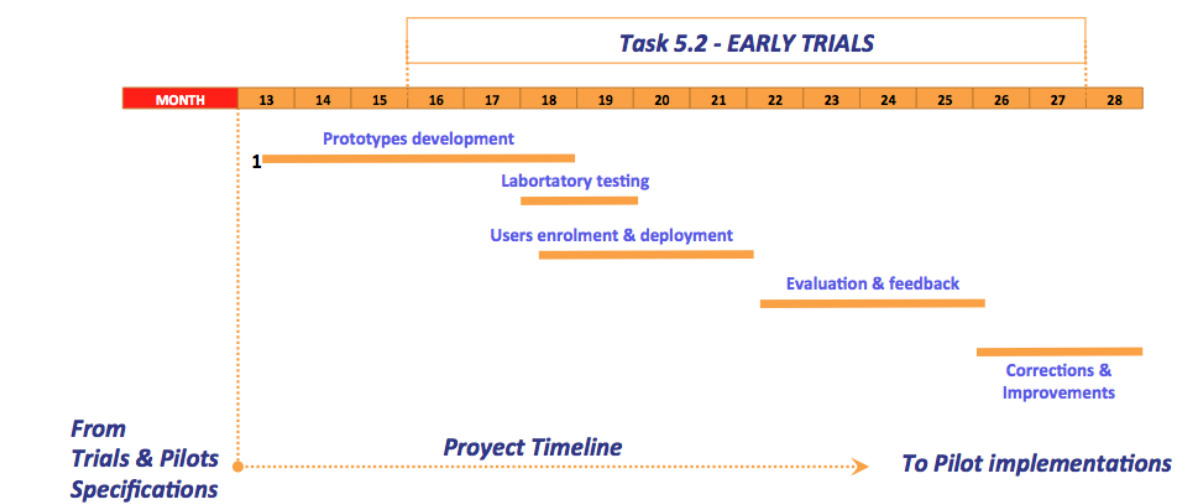 Task 5.2 - EARLY TRIALS
MONTH 13 14 15 16 17 18 19 20 21 22 23 24 25 26 27 28
Prototypes development
1
Labortatory testing
Users enrolment & deployment
Evaluation & feedback
Corrections &
Improvements
From
Trials & Pilots
Specifications
Proyect Timeline
To Pilot implementations